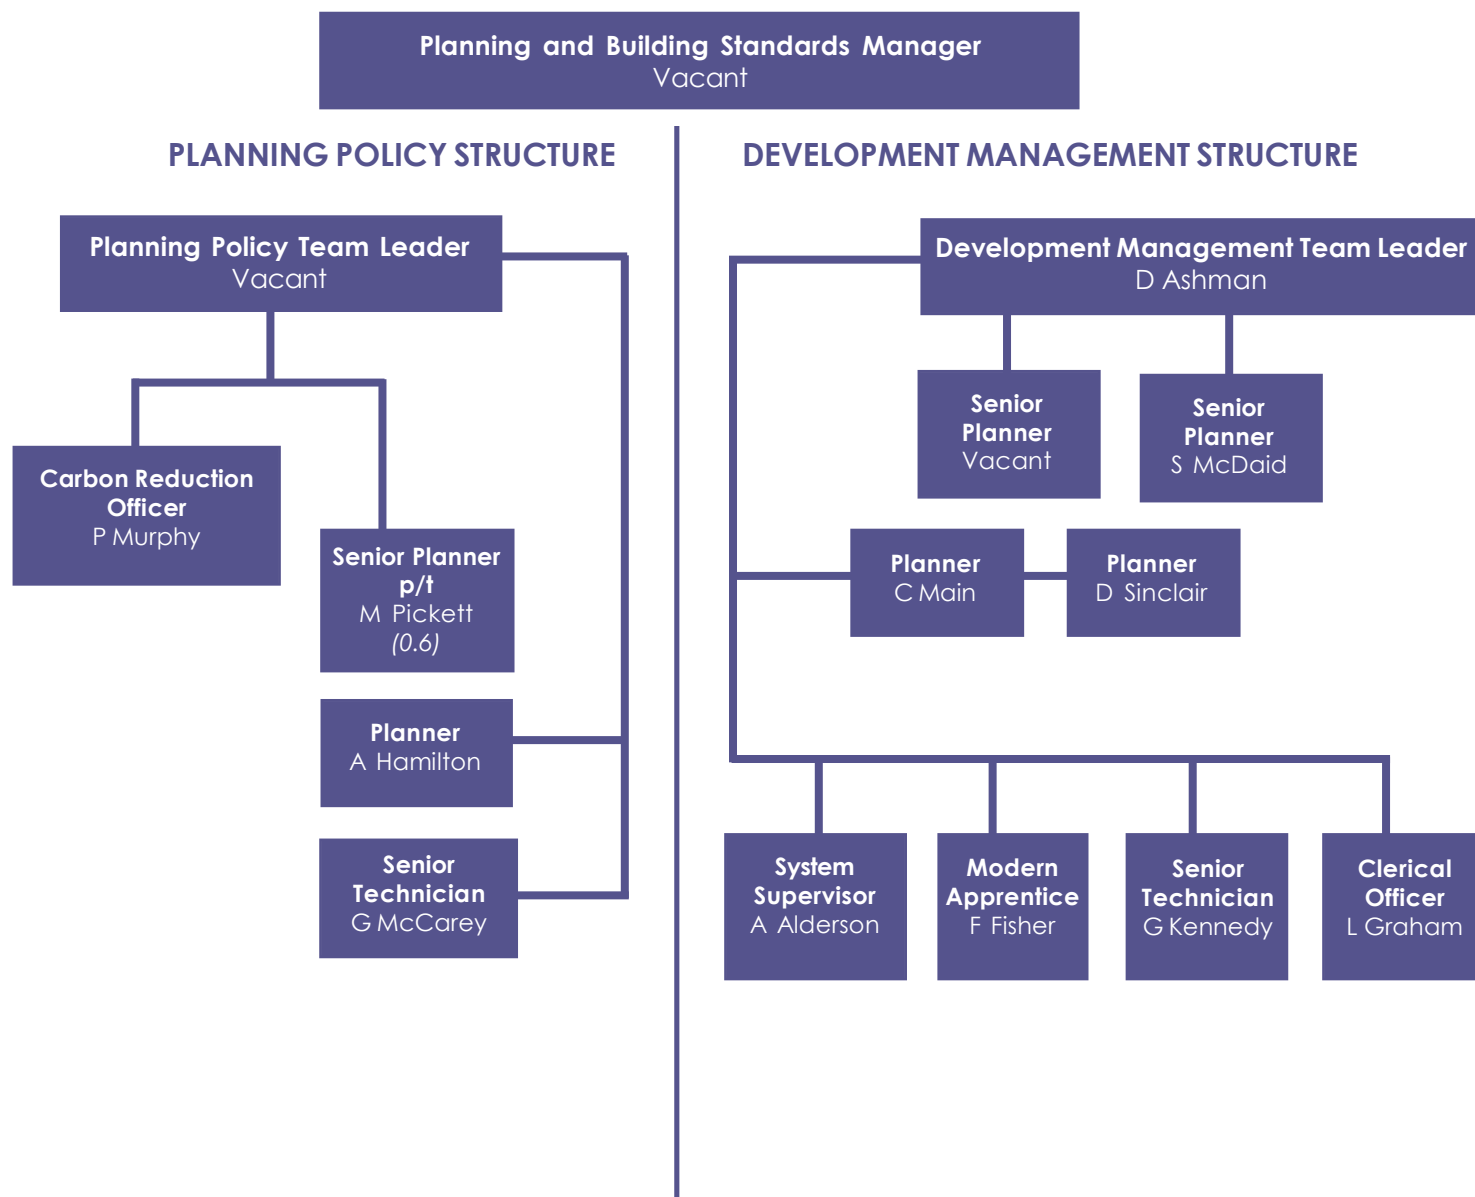 Planning and Building Standards Manager
Vacant
PLANNING POLICY STRUCTURE
Planning Policy Team Leader
Vacant
Carbon Reduction
Officer
P Murphy
Senior Planner
p/t
M Pickett
(0.6)
Planner
A Hamilton
Senior
Technician
G McCarey
DEVELOPMENT MANAGEMENT STRUCTURE
Development Management Team Leader
D Ashman
Senior
Planner
Vacant
Senior
Planner
S McDaid
Planner
C Main
Planner
D Sinclair
System
Supervisor
A Alderson
Modern
Apprentice
F Fisher
Senior
Technician
G Kennedy
Clerical
Officer
L Graham